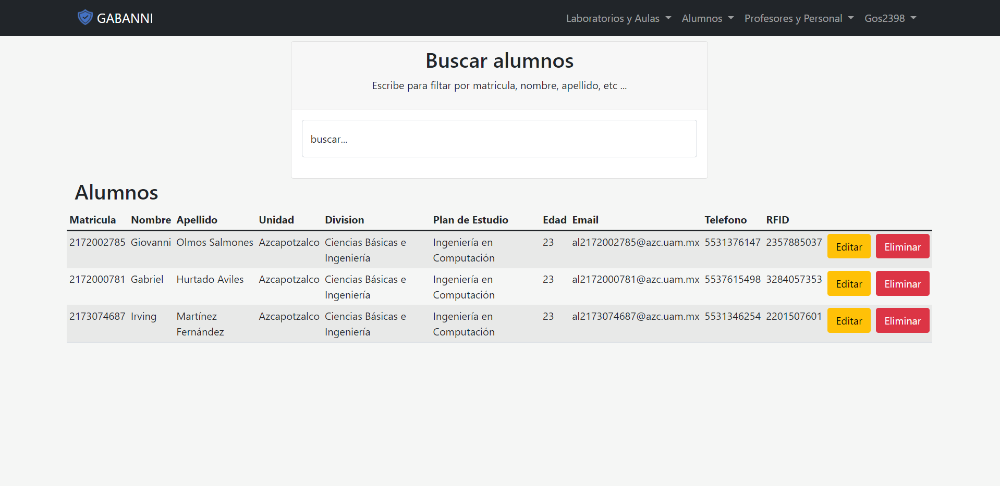 GABANNI Laboratorios y Aulas Alumnos Profesores y Personal Gos2398
Buscar alumnos
Escribe para filtar por matricula, nombre, apellido, etc ...
buscar...
Alumnos
Matricula Nombre Apellido Unidad Division Plan de Estudio Edad Email Telefono RFID
2172002785 Giovanni Olmos Salmones Azcapotzalco Ciencias Básicas e Ingeniería en 23 al2172002785@azc.uam.mx 5531376147 2357885037 Editar Eliminar
Ingeniería Computación
2172000781 Gabriel Hurtado Aviles Azcapotzalco Ciencias Básicas e Ingeniería en 23 al2172000781@azc.uam.mx 5537615498 3284057353 Editar Eliminar
Ingeniería Computación
2173074687 Irving Martínez Azcapotzalco Ciencias Básicas e Ingeniería en 23 al2173074687@azc.uam.mx 5531346254 2201507601 Editar Eliminar
Fernández Ingeniería Computación